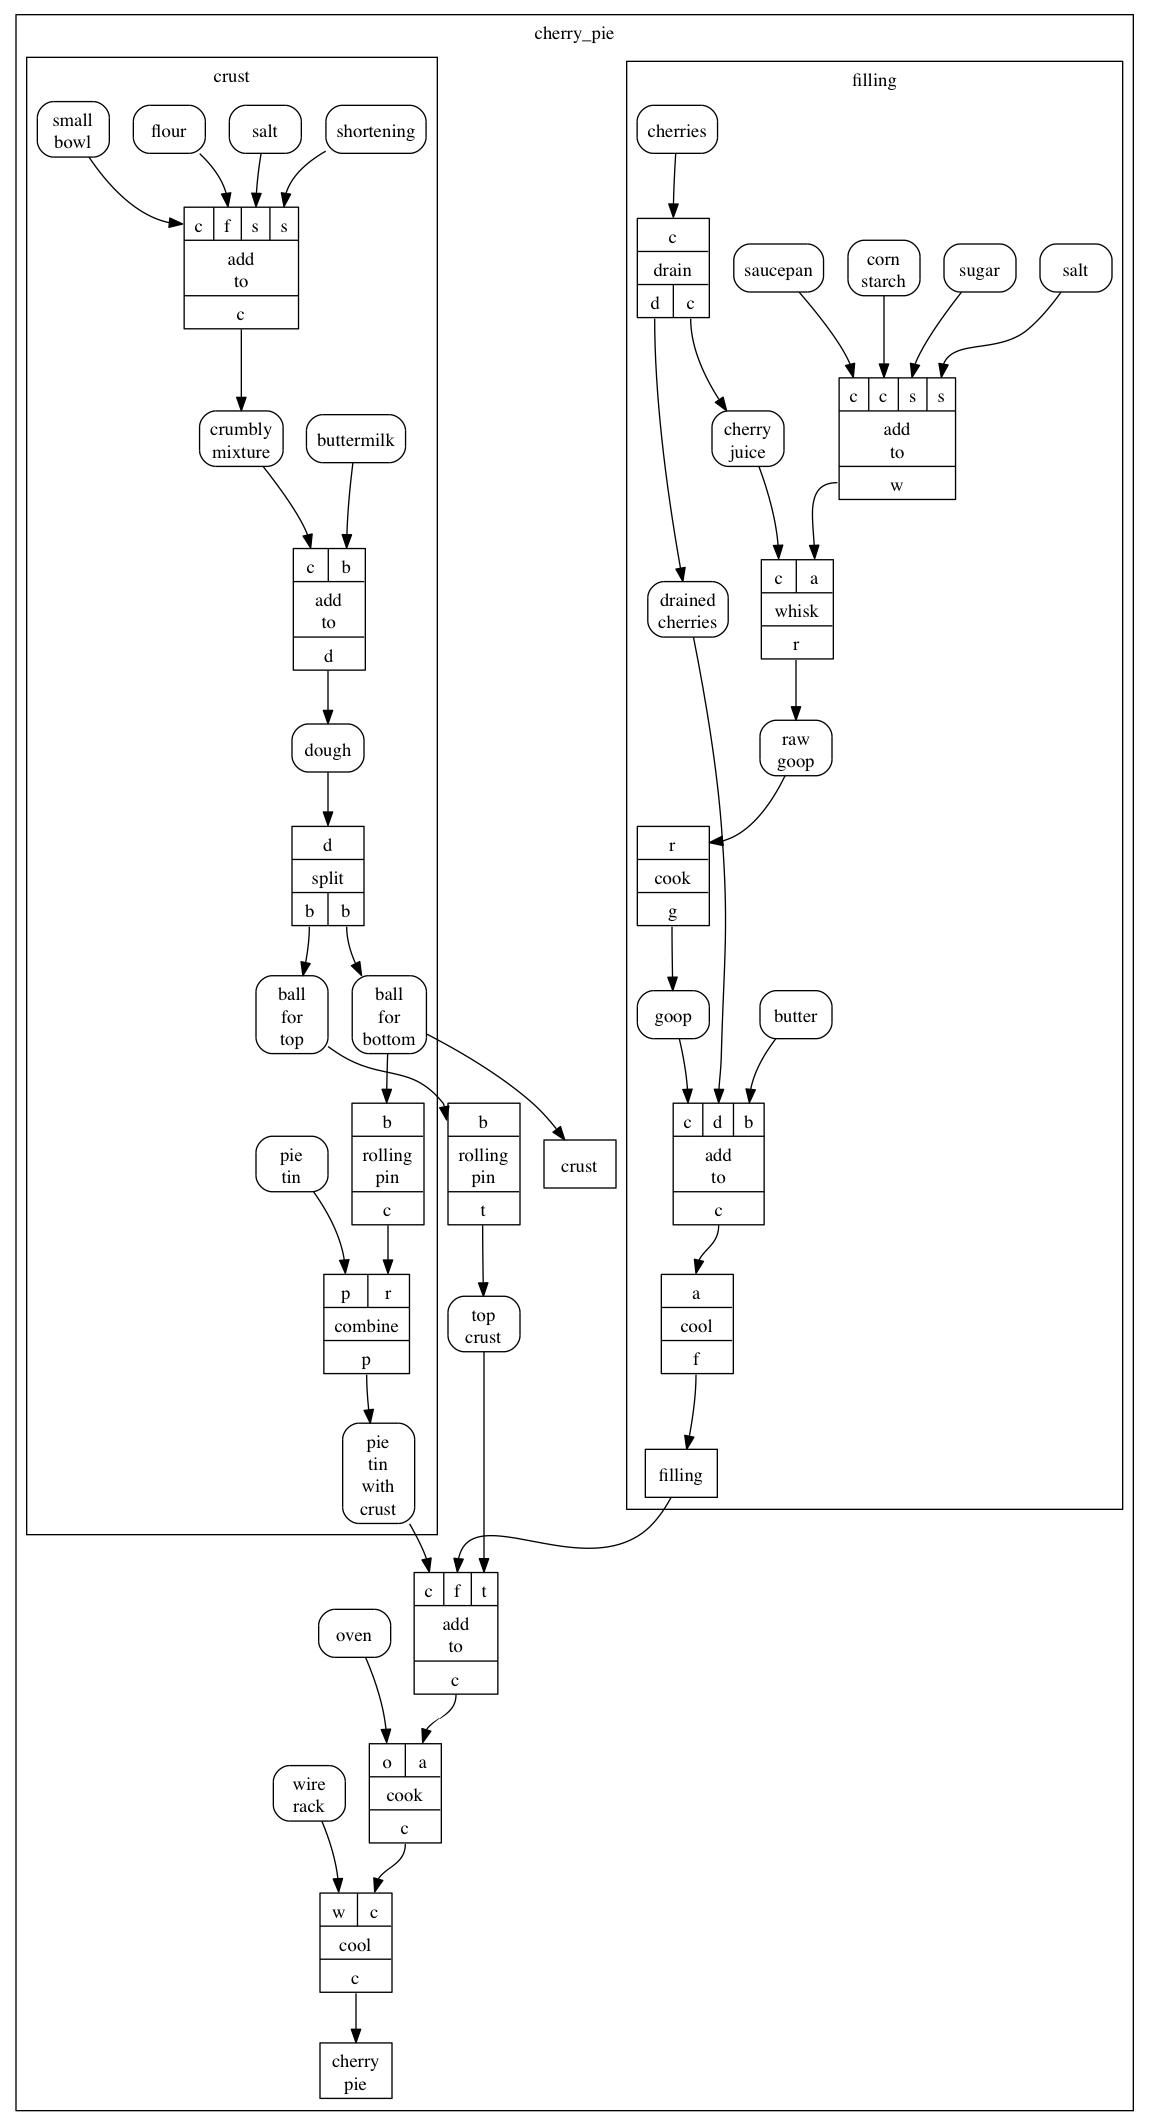 cherry_pie
crust
small
bowl
flour
salt
shortening
c f s s
add
to
c
crumbly
mixture
buttermilk
c b
add
to
d
dough
d
split
b b
ball
for
top
ball
for
bottom
b
rolling
pin
c
b
rolling
pin
t
crust
pie
tin
p r
combine
p
top
crust
pie
tin
with
crust
filling
cherries
c
drain
d c
saucepan
corn
starch
sugar
salt
c c s s
add
to
w
cherry
juice
drained
cherries
c a
whisk
r
raw
goop
r
cook
g
goop
butter
c d b
add
to
c
a
cool
f
filling
c f t
add
to
c
oven
o a
cook
c
wire
rack
w c
cool
c
cherry
pie